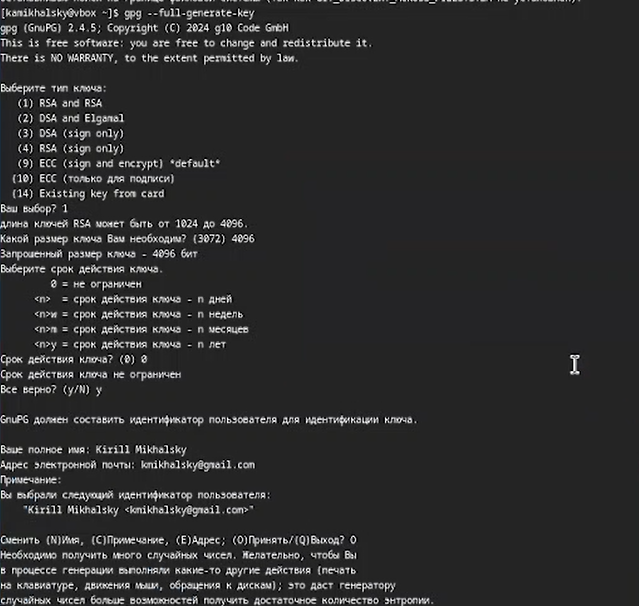 [kamikhalsky@vbox ~]$ gpg --full-generate-key
gpg (GnuPG) 2.4.5; Copyright (C) 2024 g10 Code GmbH
This is free software: you are free to change and redistribute it.
There is NO WARRANTY, to the extent permitted by law.
Выберите тип ключа:
(1) RSA and RSA
(2) DSA and Elgamal
(3) DSA (sign only)
(4) RSA (sign only)
(9) ECC (sign and encrypt) *default*
(10) ECC (только для подписи)
(14) Existing key from card
Ваш выбор? 1
длина ключей RSA может быть от 1024 до 4096.
Какой размер ключа Вам необходим? (3072) 4096
Запрошенный размер ключа - 4096 бит
Выберите срок действия ключа.
0 = не ограничен
<n> = срок действия ключа - n дней
<n>w = срок действия ключа - n недель
<n>m = срок действия ключа - n месяцев
<n>y = срок действия ключа - n лет
Срок действия ключа? (0) 0
Срок действия ключа не ограничен
Все верно? (y/N) y
GnuPG должен составить идентификатор пользователя для идентификации ключа.
Ваше полное имя: Kirill Mikhalsky
Адрес электронной почты: kmikhalsky@gmail.com
Примечание:
Вы выбрали следующий идентификатор пользователя:
"Kirill Mikhalsky <kmikhalsky@gmail.com>"
Сменить (N)Имя, (C)Примечание, (E)Адрес; (O)Принять/(Q)Выход? O
Необходимо получить много случайных чисел. Желательно, чтобы Вы
в процессе генерации выполняли какие-то другие действия (печать
на клавиатуре, движения мыши, обращения к дискам); это даст генератору
случайных чисел больше возможностей получить достаточное количество энтропии.